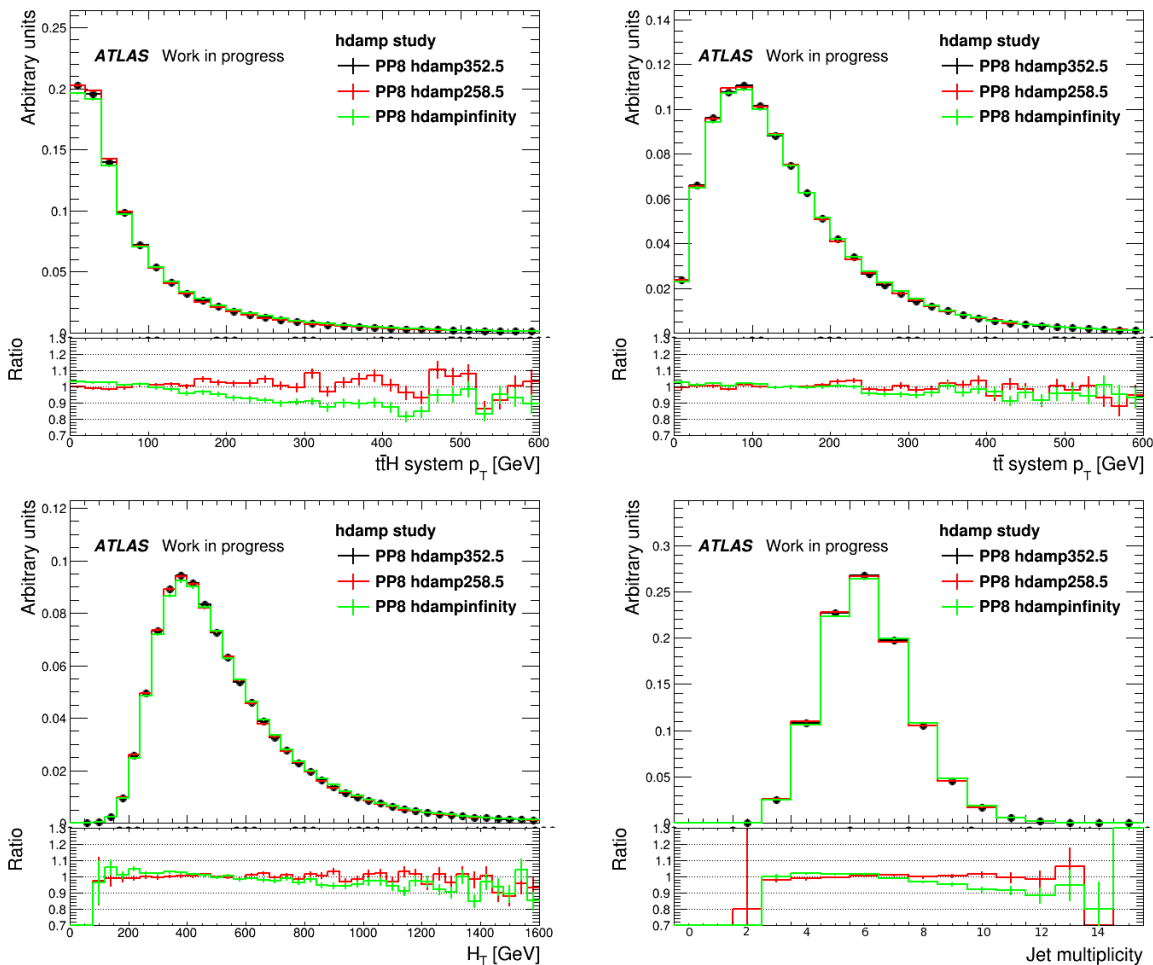 Arbitrary units
0.25
0.2
0.15
0.1
0.05
0
ATLAS Work in progress
hdamp study
PP8 hdamp352.5
PP8 hdamp258.5
PP8 hdampinfinity
Ratio
1.3
1.2
1.1
1
0.9
0.8
0.7
0 100 200 300 400 500 600
tt̄H system pT [GeV]
Arbitrary units
0.14
0.12
0.1
0.08
0.06
0.04
0.02
0
ATLAS Work in progress
hdamp study
PP8 hdamp352.5
PP8 hdamp258.5
PP8 hdampinfinity
Ratio
1.3
1.2
1.1
1
0.9
0.8
0.7
0 100 200 300 400 500 600
tt̄ system pT [GeV]
Arbitrary units
0.12
0.1
0.08
0.06
0.04
0.02
0
ATLAS Work in progress
hdamp study
PP8 hdamp352.5
PP8 hdamp258.5
PP8 hdampinfinity
Ratio
1.3
1.2
1.1
1
0.9
0.8
0.7
0 200 400 600 800 1000 1200 1400 1600
HT [GeV]
Arbitrary units
0.3
0.25
0.2
0.15
0.1
0.05
0
ATLAS Work in progress
hdamp study
PP8 hdamp352.5
PP8 hdamp258.5
PP8 hdampinfinity
Ratio
1.3
1.2
1.1
1
0.9
0.8
0.7
0 2 4 6 8 10 12 14
Jet multiplicity